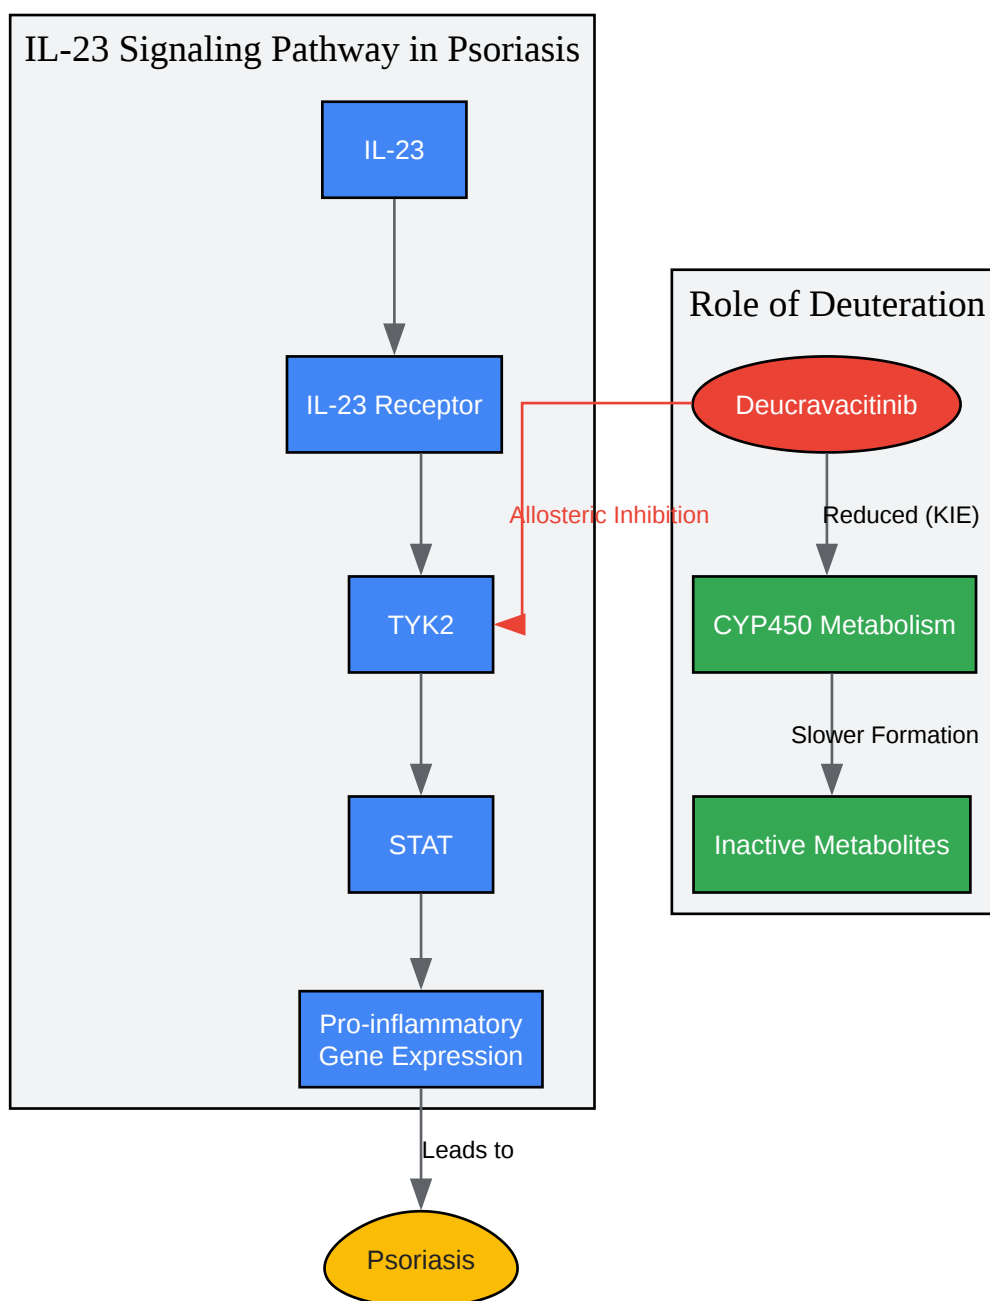 IL-23 Signaling Pathway in Psoriasis
IL-23
Role of Deuteration
IL-23 Receptor
Deucravacitinib
Allosteric Inhibition
Reduced (KIE)
TYK2
CYP450 Metabolism
Slower Formation
STAT
Inactive Metabolites
Pro-inflammatory
Gene Expression
Leads to
Psoriasis